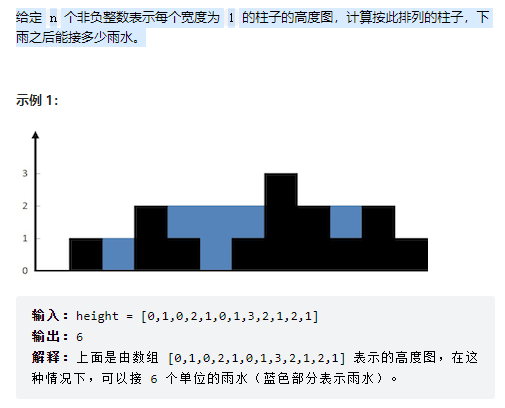 给定 n 个非负整数表示每个宽度为 1 的柱子的高度图，计算按此排列的柱子，下
雨之后能接多少雨水。
示例 1：
3
2
1
0
输入：height = [0,1,0,2,1,0,1,3,2,1,2,1]
输出：6
解释：上面是由数组 [0,1,0,2,1,0,1,3,2,1,2,1] 表示的高度图，在这
种情况下，可以接 6 个单位的雨水（蓝色部分表示雨水）。